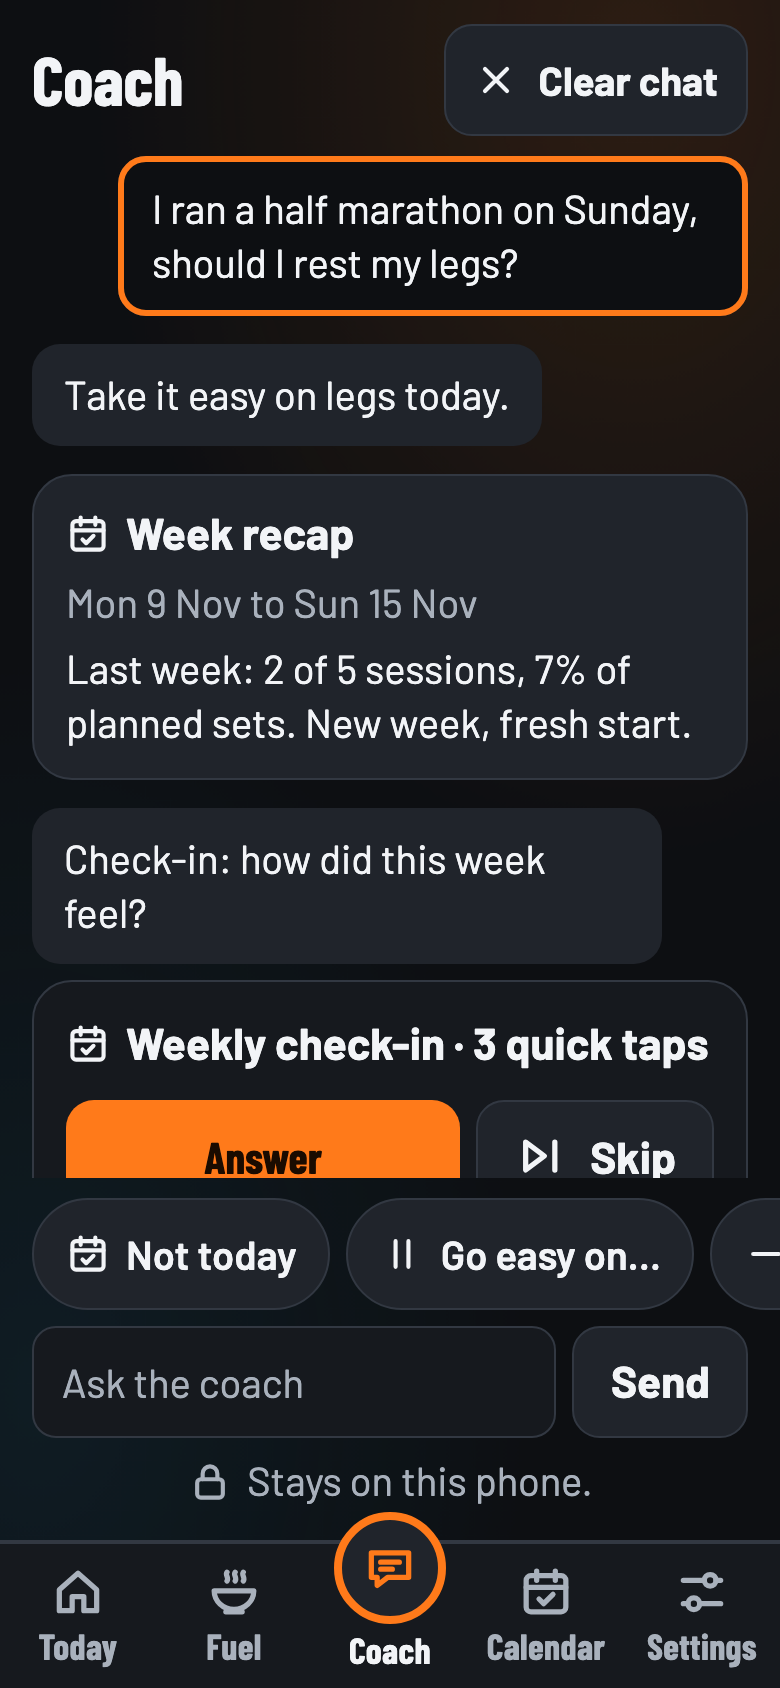 Coach
Clear chat
I ran a half marathon on Sunday,
should I rest my legs?
Take it easy on legs today.
Week recap
Mon 9 Nov to Sun 15 Nov
Last week: 2 of 5 sessions, 7% of
planned sets. New week, fresh start.
Check-in: how did this week
feel?
Weekly check-in · 3 quick taps
Answer
Skip
Not today
Go easy on...
Ask the coach
Send
Stays on this phone.
Today
Fuel
Coach
Calendar
Settings